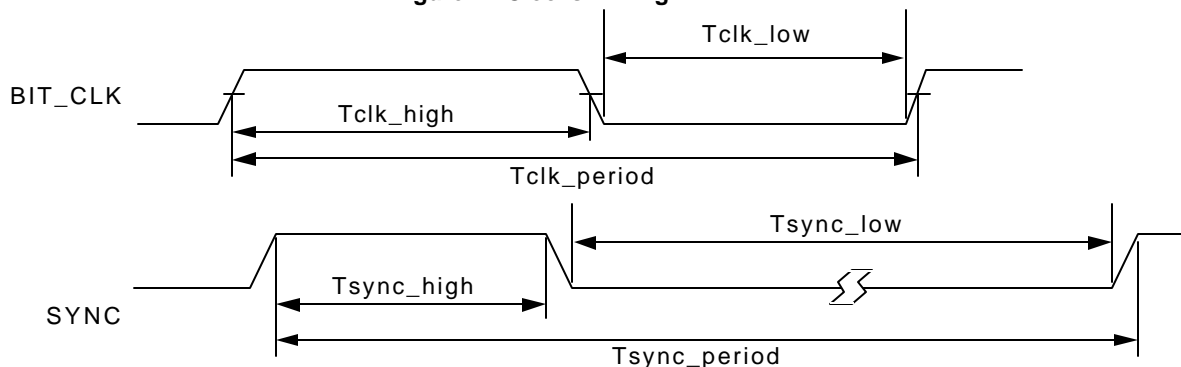 Tclk_low
BIT_CLK
Tclk_high
Tclk_period
Tsync_low
Tsync_high
SYNC
Tsync_period